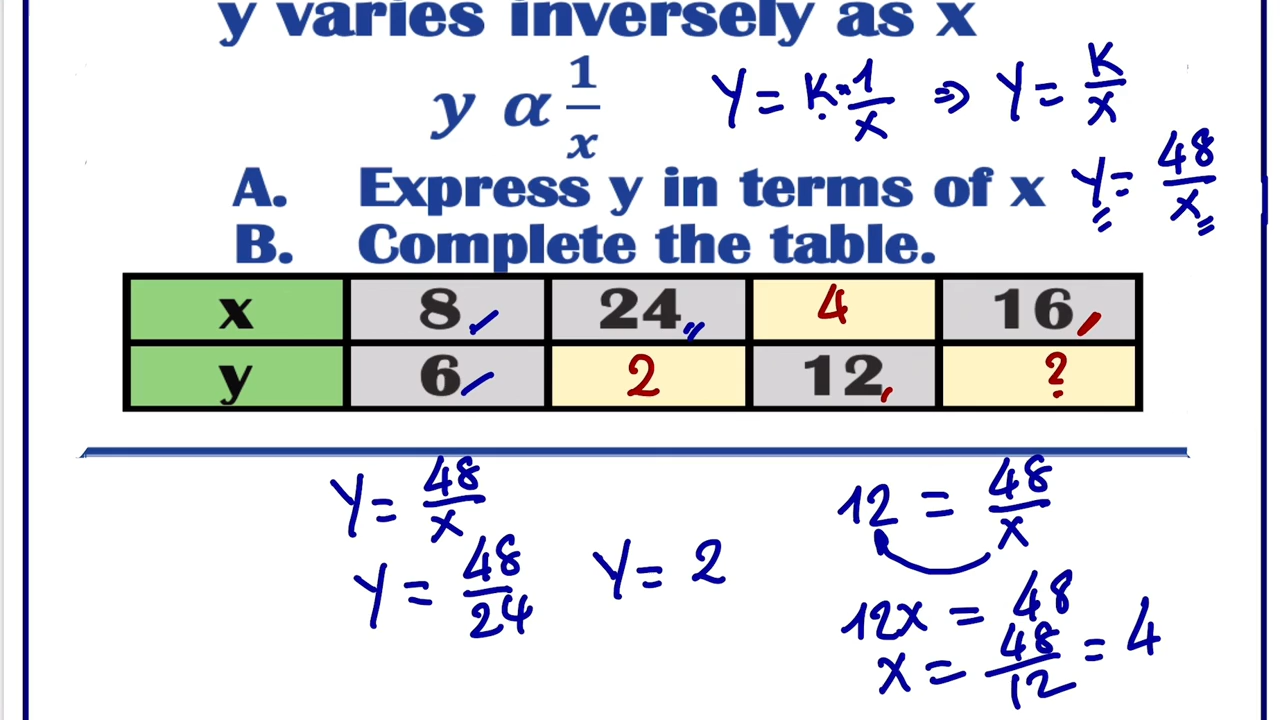 y varies inversely as x
y α 1/x
Y = K × 1/x ⇒ Y = K/x
A. Express y in terms of x
Y = 48/x
B. Complete the table.
x 8 24 4 16
y 6 2 12 ?
Y = 48/x
Y = 48/24 Y = 2
12 = 48/x
12x = 48
x = 48/12 = 4